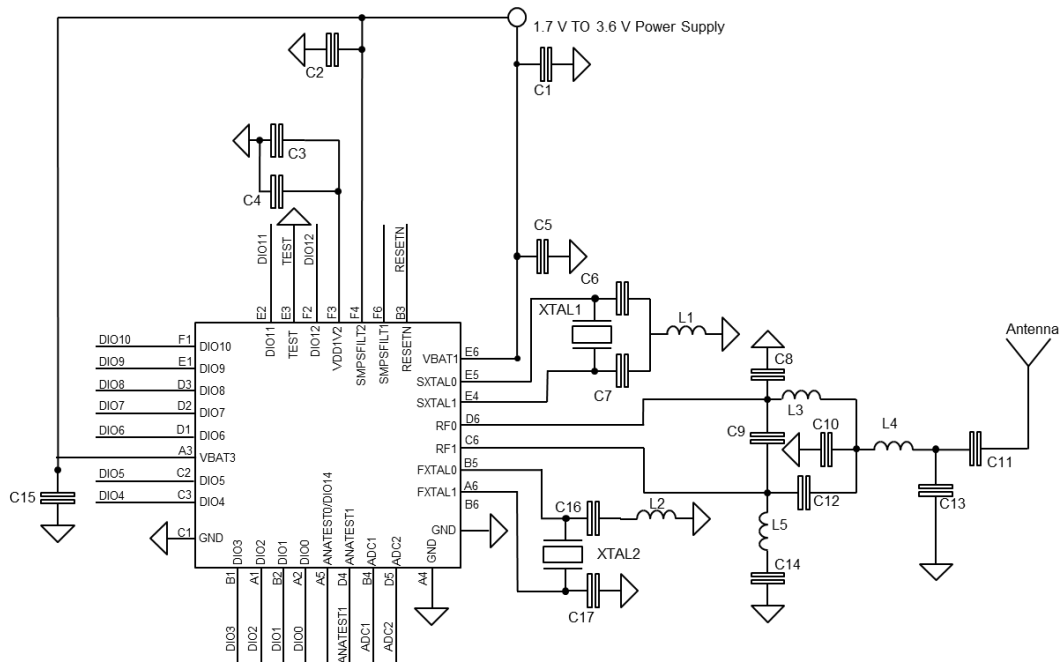 1.7 V TO 3.6 V Power Supply
C2
C1
C3
C4
DIO11
TEST
DIO12
RESETN
C5
C6
E2
E3
F2
F3
F4
F6
B3
XTAL1
L1
Antenna
DIO11
TEST
DIO12
VDD1V2
SMPSFILT2
SMPSFILT1
RESETN
DIO10
F1
DIO10
VBAT1
E6
DIO9
E1
DIO9
SXTAL0
E5
C7
C8
DIO8
D3
DIO8
SXTAL1
E4
L3
DIO7
D2
DIO7
RF0
D6
C9
C10
L4
DIO6
D1
DIO6
RF1
C6
A3
VBAT3
FXTAL0
B5
C11
DIO5
C2
DIO5
FXTAL1
A6
C12
C13
C15
DIO4
C3
DIO4
B6
C16
L2
L5
C1
GND
GND
XTAL2
DIO3
DIO2
DIO1
DIO0
ANATEST0/DIO14
ANATEST1
ADC1
ADC2
GND
C14
B1
A1
B2
A2
A5
D4
B4
D5
A4
C17
DIO3
DIO2
DIO1
DIO0
ANATEST1
ADC1
ADC2